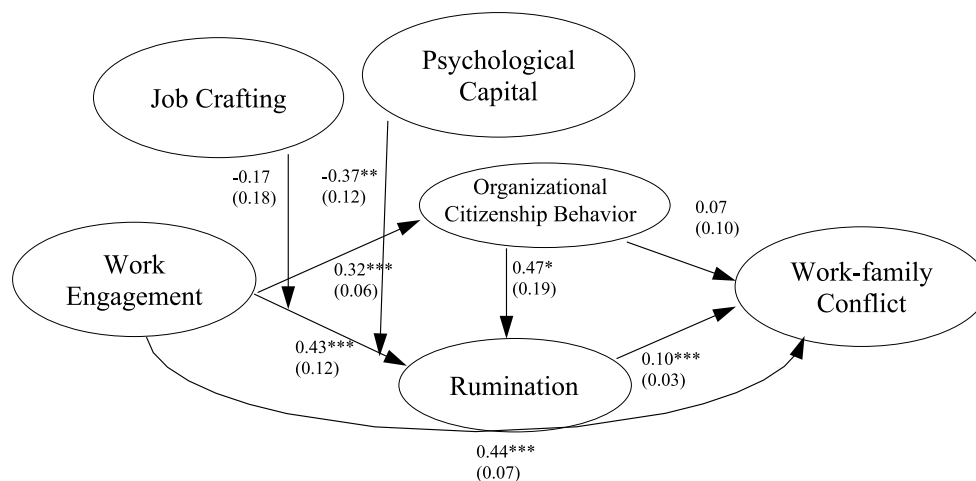 Psychological
Capital
Job Crafting
-0.17
(0.18)
-0.37**
(0.12)
Organizational
Citizenship Behavior
0.07
(0.10)
Work
Engagement
0.32***
(0.06)
0.47*
(0.19)
Work-family
Conflict
0.43***
(0.12)
Rumination
0.10***
(0.03)
0.44***
(0.07)